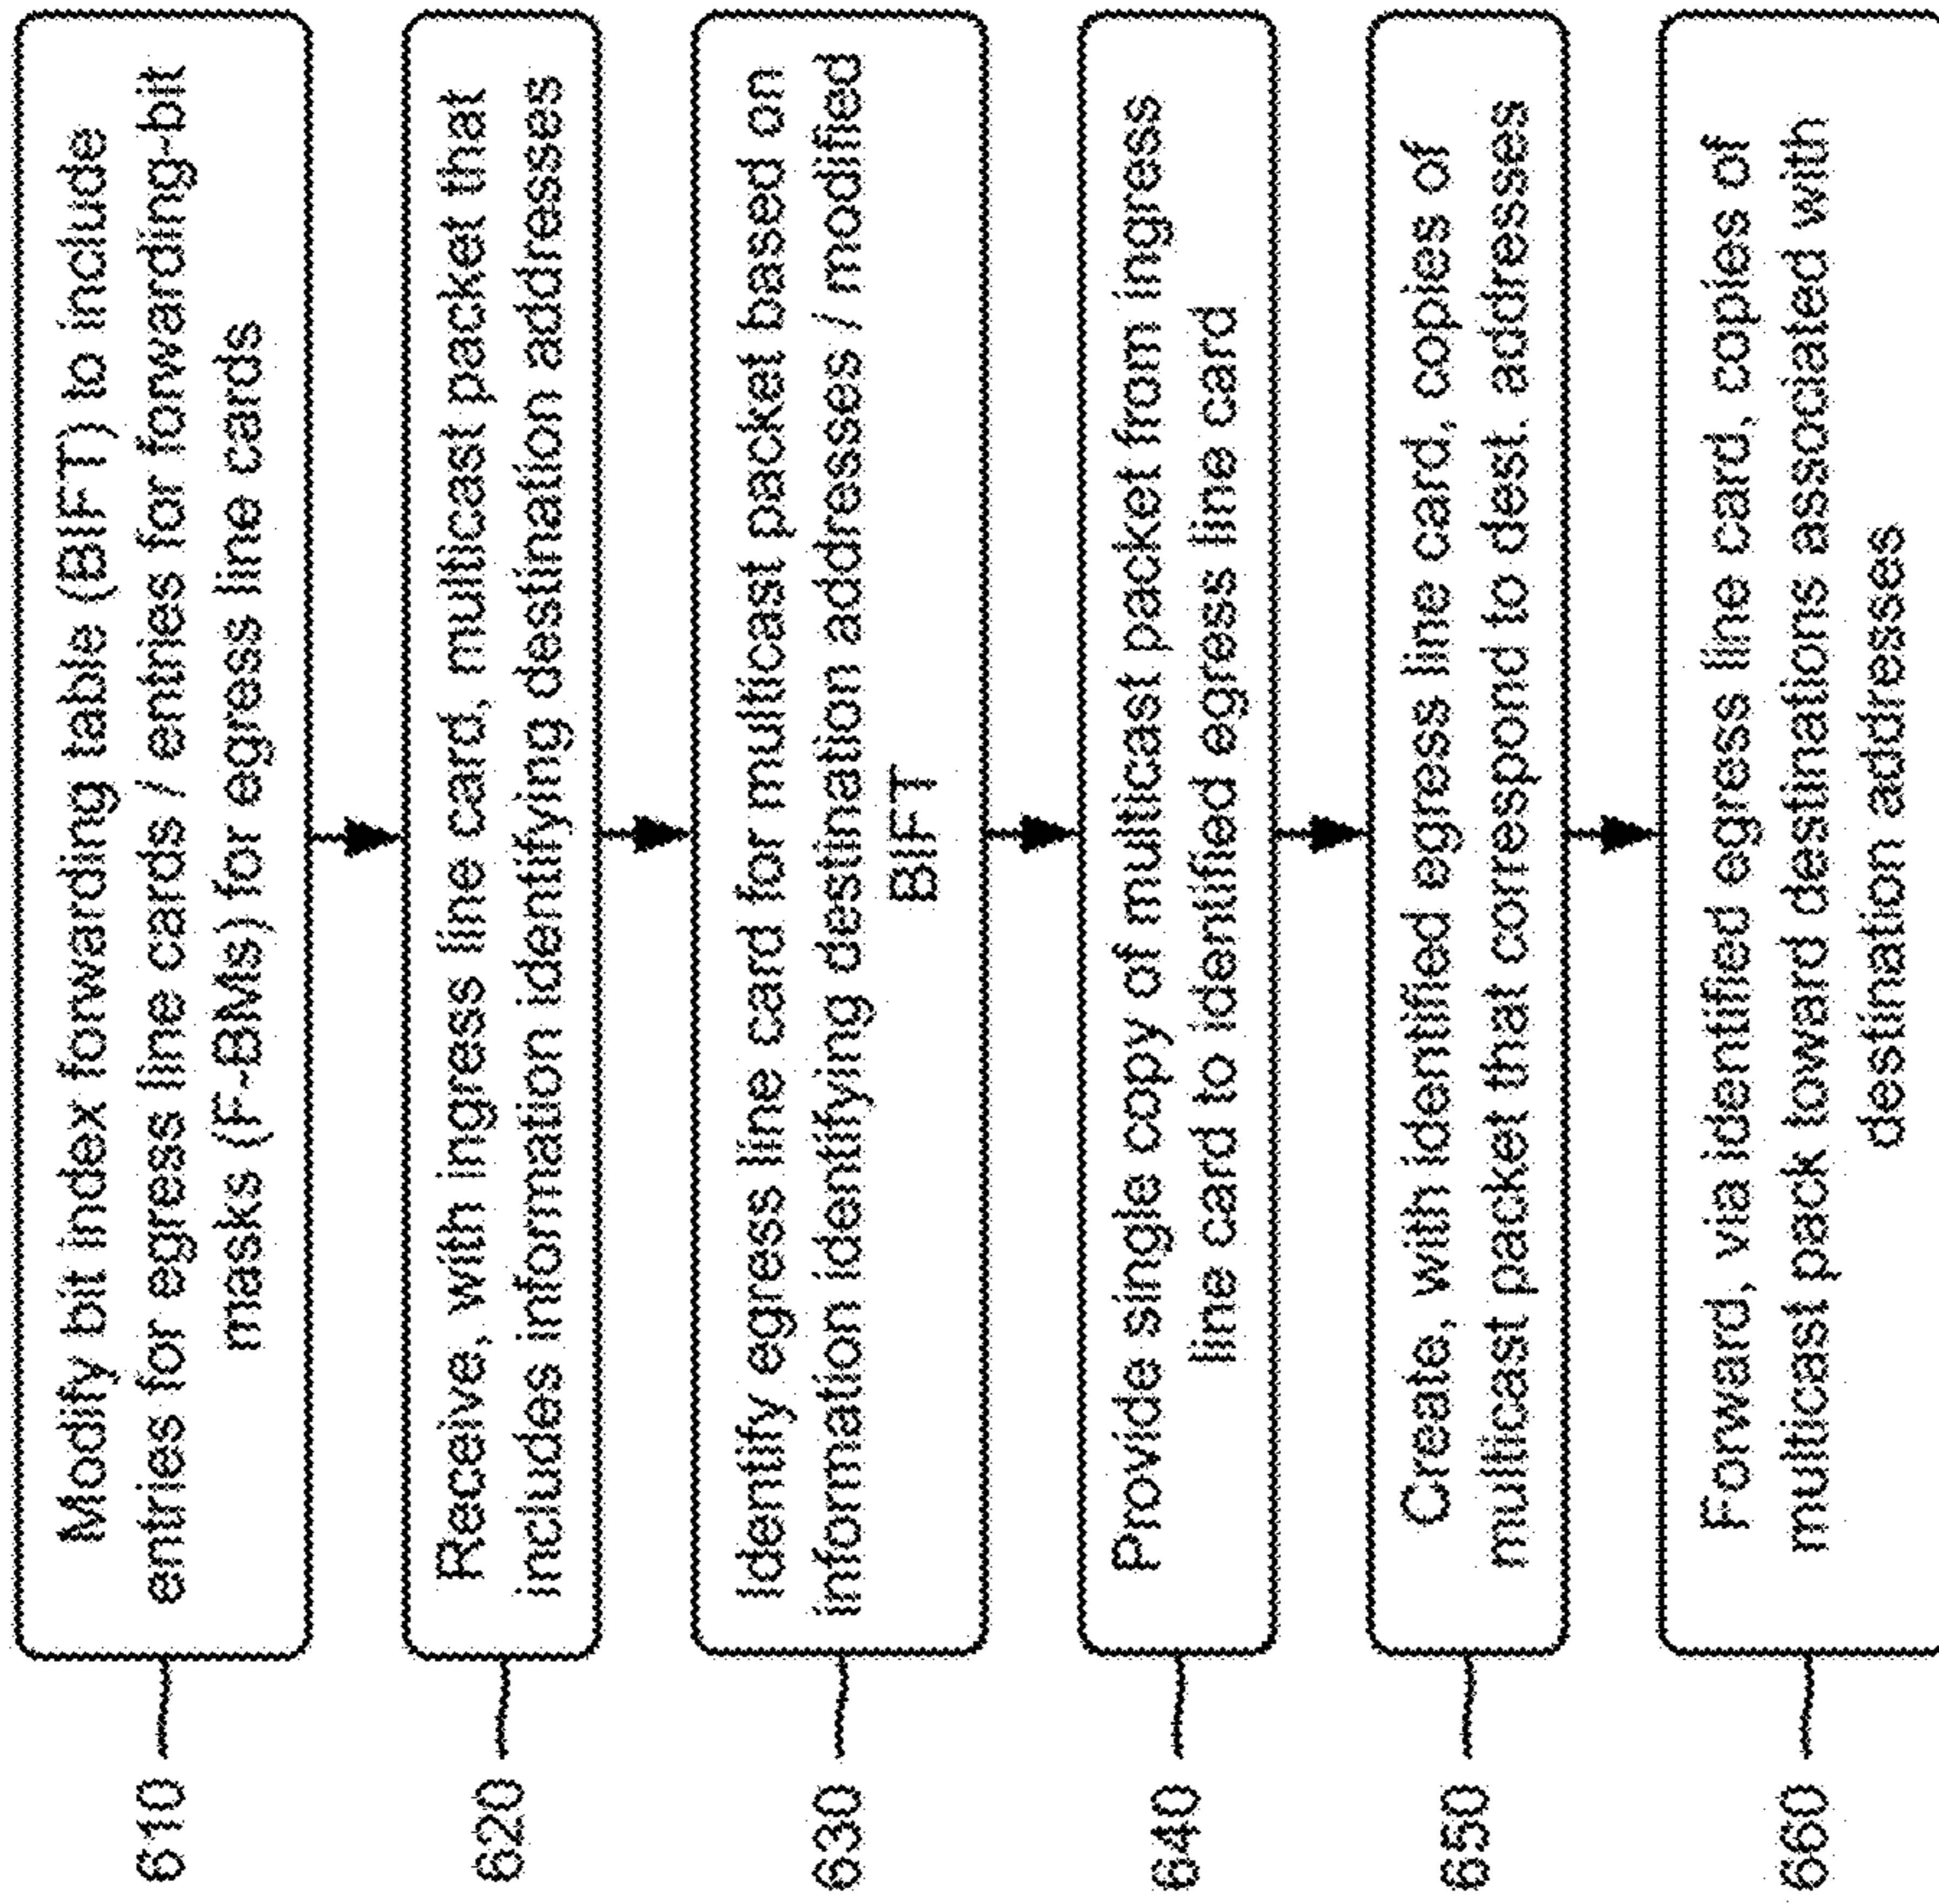 610
Modify bit index forwarding table (BIFT) to include
entries for egress line cards / entries for forwarding-bit
masks (F-BMs) for egress line cards
620
Receive, with ingress line card, multicast packet that
includes information identifying destination addresses
630
Identify egress line card for multicast packet based on
information identifying destination addresses / modified
BIFT
640
Provide single copy of multicast packet from ingress
line card to identified egress line card
650
Create, with identified egress line card, copies of
multicast packet that correspond to dest. addresses
660
Forward, via identified egress line card, copies of
multicast pack toward destinations associated with
destination addresses